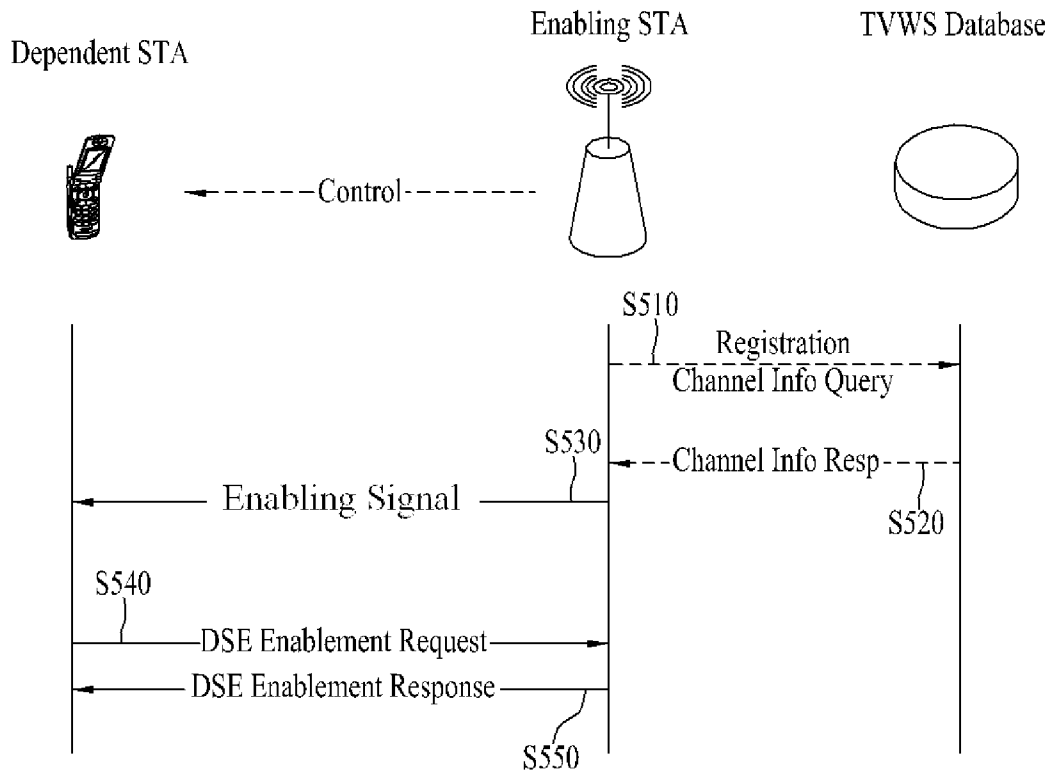 Dependent STA
Enabling STA
TVWS Database
Control
S510
Registration
Channel Info Query
S530
Channel Info Resp
S520
Enabling Signal
S540
DSE Enablement Request
DSE Enablement Response
S550